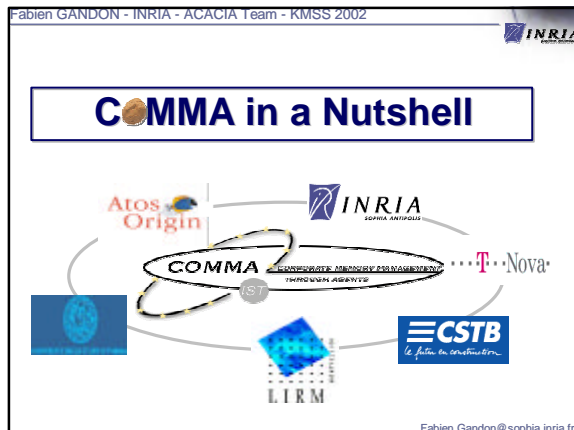 Fabien GANDON - INRIA - ACACIA Team - KMSS 2002
INRIA
CoMMA in a Nutshell
Atos
Origin
INRIA
SOPHIA ANTIPOLIS
COMMA
CORPORATE MEMORY MANAGEMENT
THROUGH AGENTS
IST
···T···Nova·
CSTB
le futur en construction
LIRM
Fabien.Gandon@sophia.inria.fr